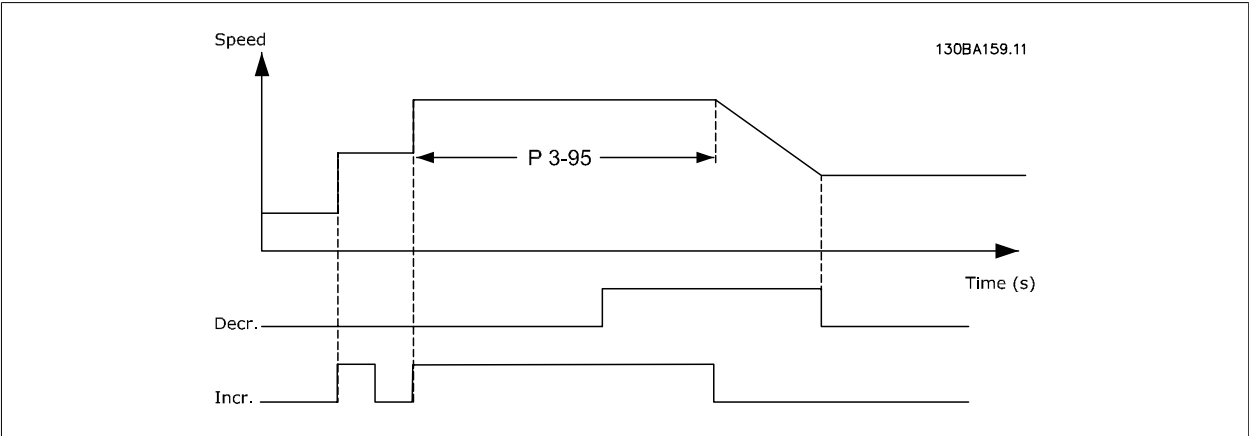 Speed
130BA159.11
P 3-95
Time (s)
Decr.
Incr.